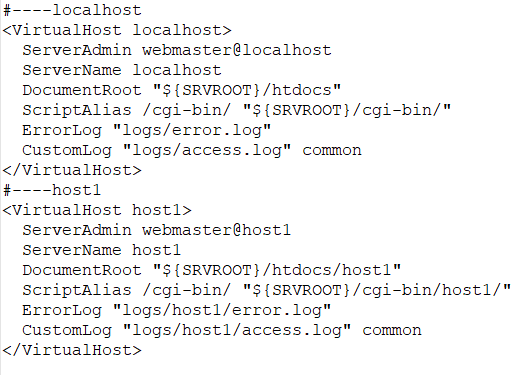 #----localhost
<VirtualHost localhost>
  ServerAdmin webmaster@localhost
  ServerName localhost
  DocumentRoot "${SRVROOT}/htdocs"
  ScriptAlias /cgi-bin/ "${SRVROOT}/cgi-bin/"
  ErrorLog "logs/error.log"
  CustomLog "logs/access.log" common
</VirtualHost>
#----host1
<VirtualHost host1>
  ServerAdmin webmaster@host1
  ServerName host1
  DocumentRoot "${SRVROOT}/htdocs/host1"
  ScriptAlias /cgi-bin/ "${SRVROOT}/cgi-bin/host1/"
  ErrorLog "logs/host1/error.log"
  CustomLog "logs/host1/access.log" common
</VirtualHost>